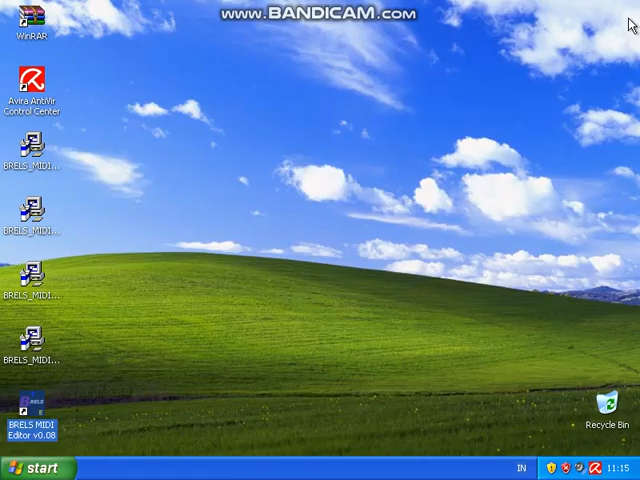 www.BANDICAM.com
WinRAR
Avira AntiVir
Control Center
BRELS_MIDI...
BRELS_MIDI...
BRELS_MIDI...
BRELS_MIDI...
BRELS MIDI
Editor v0.08
Recycle Bin
start
IN
11:15